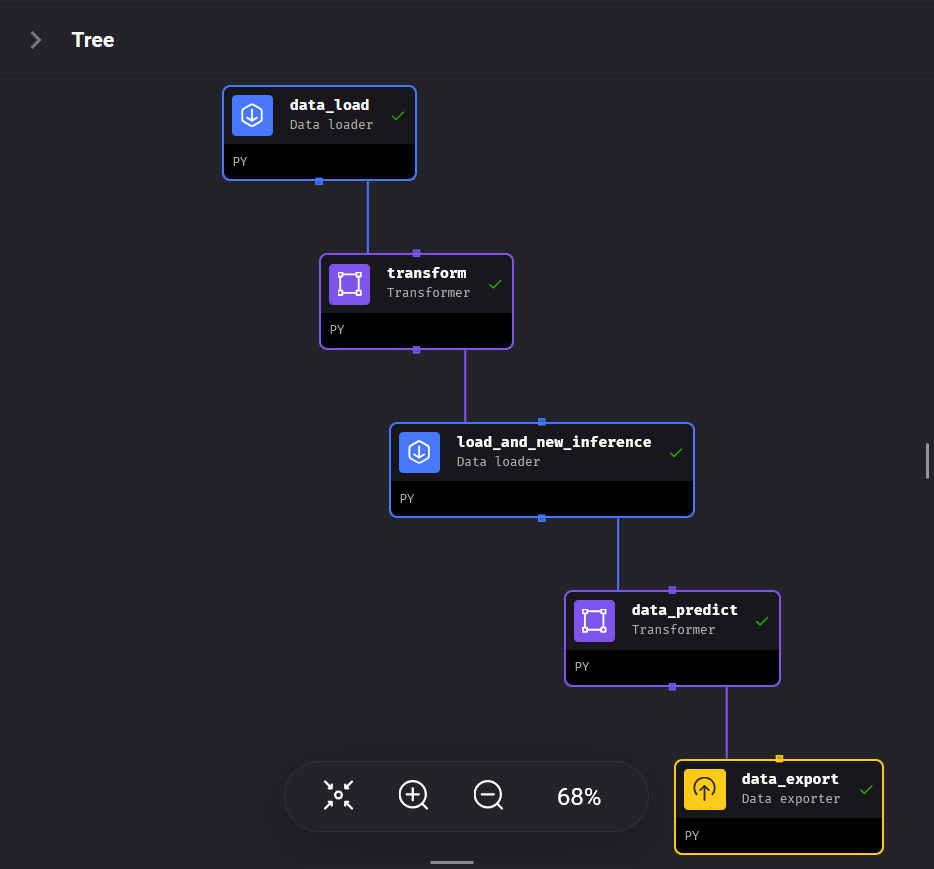 Tree
data_load
Data loader
PY
transform
Transformer
PY
load_and_new_inference
Data loader
PY
data_predict
Transformer
PY
data_export
Data exporter
PY
68%